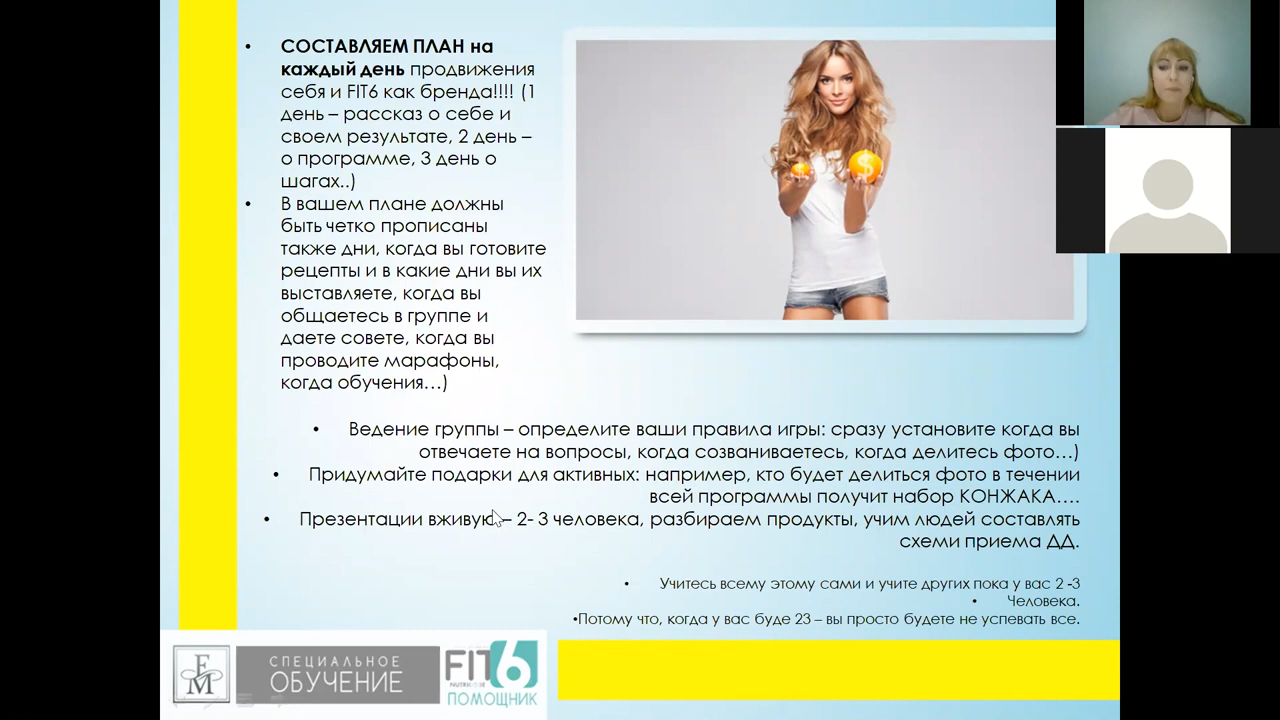 • СОСТАВЛЯЕМ ПЛАН на
каждый день продвижения
себя и FIT6 как бренда!!!! (1
день – рассказ о себе и
своем результате, 2 день –
о программе, 3 день о
шагах..)
• В вашем плане должны
быть четко прописаны
также дни, когда вы готовите
рецепты и в какие дни вы их
выставляете, когда вы
общаетесь в группе и
даете совете, когда вы
проводите марафоны,
когда обучения…)
• Ведение группы – определите ваши правила игры: сразу установите когда вы
отвечаете на вопросы, когда созваниваетесь, когда делитесь фото…)
• Придумайте подарки для активных: например, кто будет делиться фото в течении
всей программы получит набор КОНЖАКА….
• Презентации вживую – 2- 3 человека, разбираем продукты, учим людей составлять
схеми приема ДД.
• Учитесь всему этому сами и учите других пока у вас 2 -3
• Человека.
•Потому что, когда у вас буде 23 – вы просто будете не успевать все.
FM
СПЕЦИАЛЬНОЕ
ОБУЧЕНИЕ
FIT6
ПОМОЩНИК